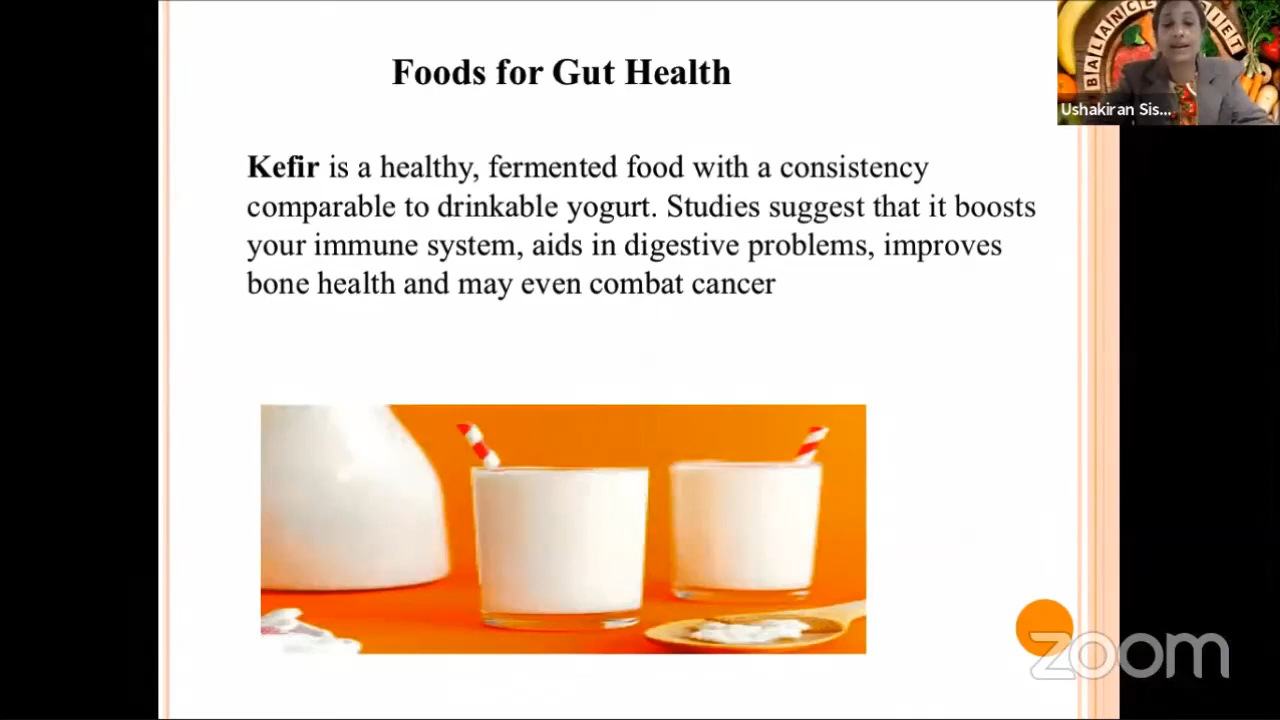 Foods for Gut Health
BALANCE DIET
Ushakiran Sis...
Kefir is a healthy, fermented food with a consistency
comparable to drinkable yogurt. Studies suggest that it boosts
your immune system, aids in digestive problems, improves
bone health and may even combat cancer
zoom